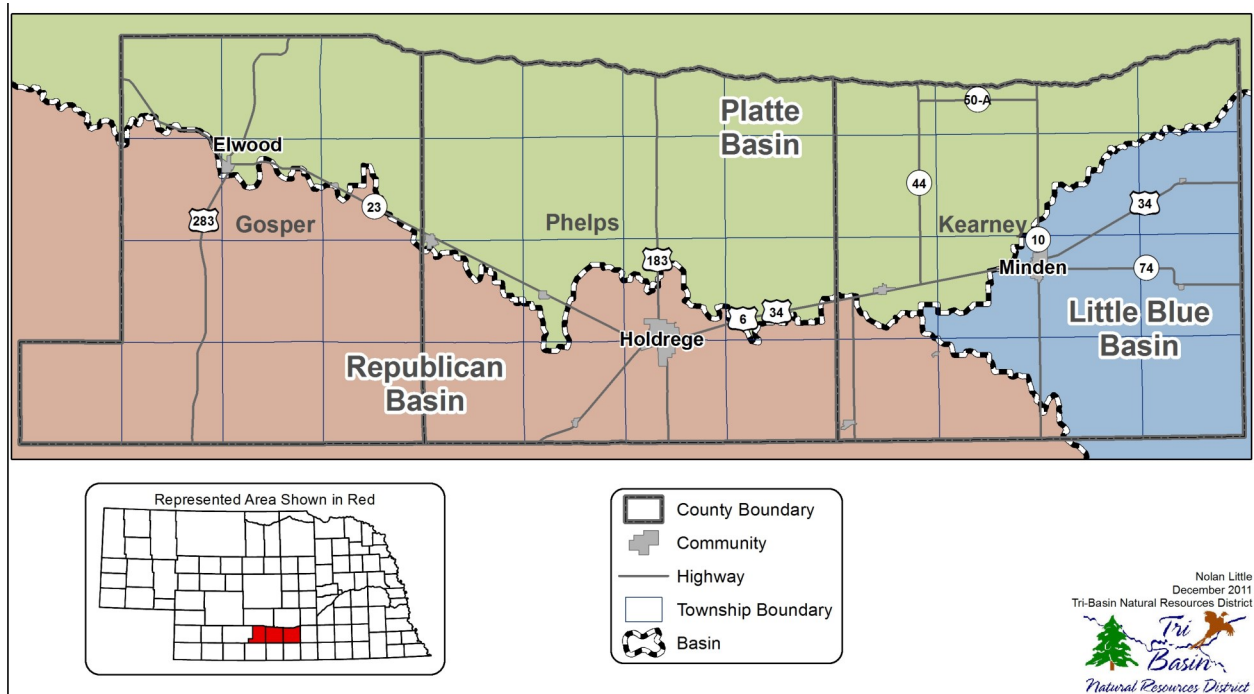 50-A
Platte
Basin
Elwood
44
34
23
283
Gosper
Phelps
Kearney
10
183
Minden
74
6
34
Little Blue
Basin
Holdrege
Republican
Basin
Represented Area Shown in Red
County Boundary
Community
Highway
Township Boundary
Basin
Nolan Little
December 2011
Tri-Basin Natural Resources District
Tri
Basin
Natural Resources District